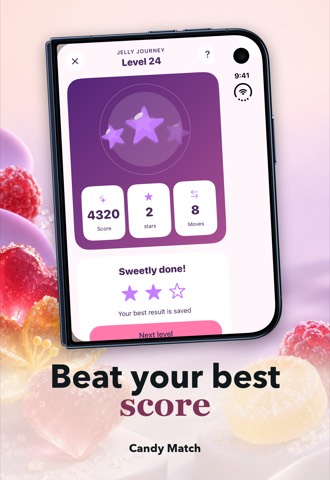 JELLY JOURNEY
Level 24
?
9:41
4320
Score
2
stars
8
Moves
Sweetly done!
Your best result is saved
Next level
Beat your best
score
Candy Match